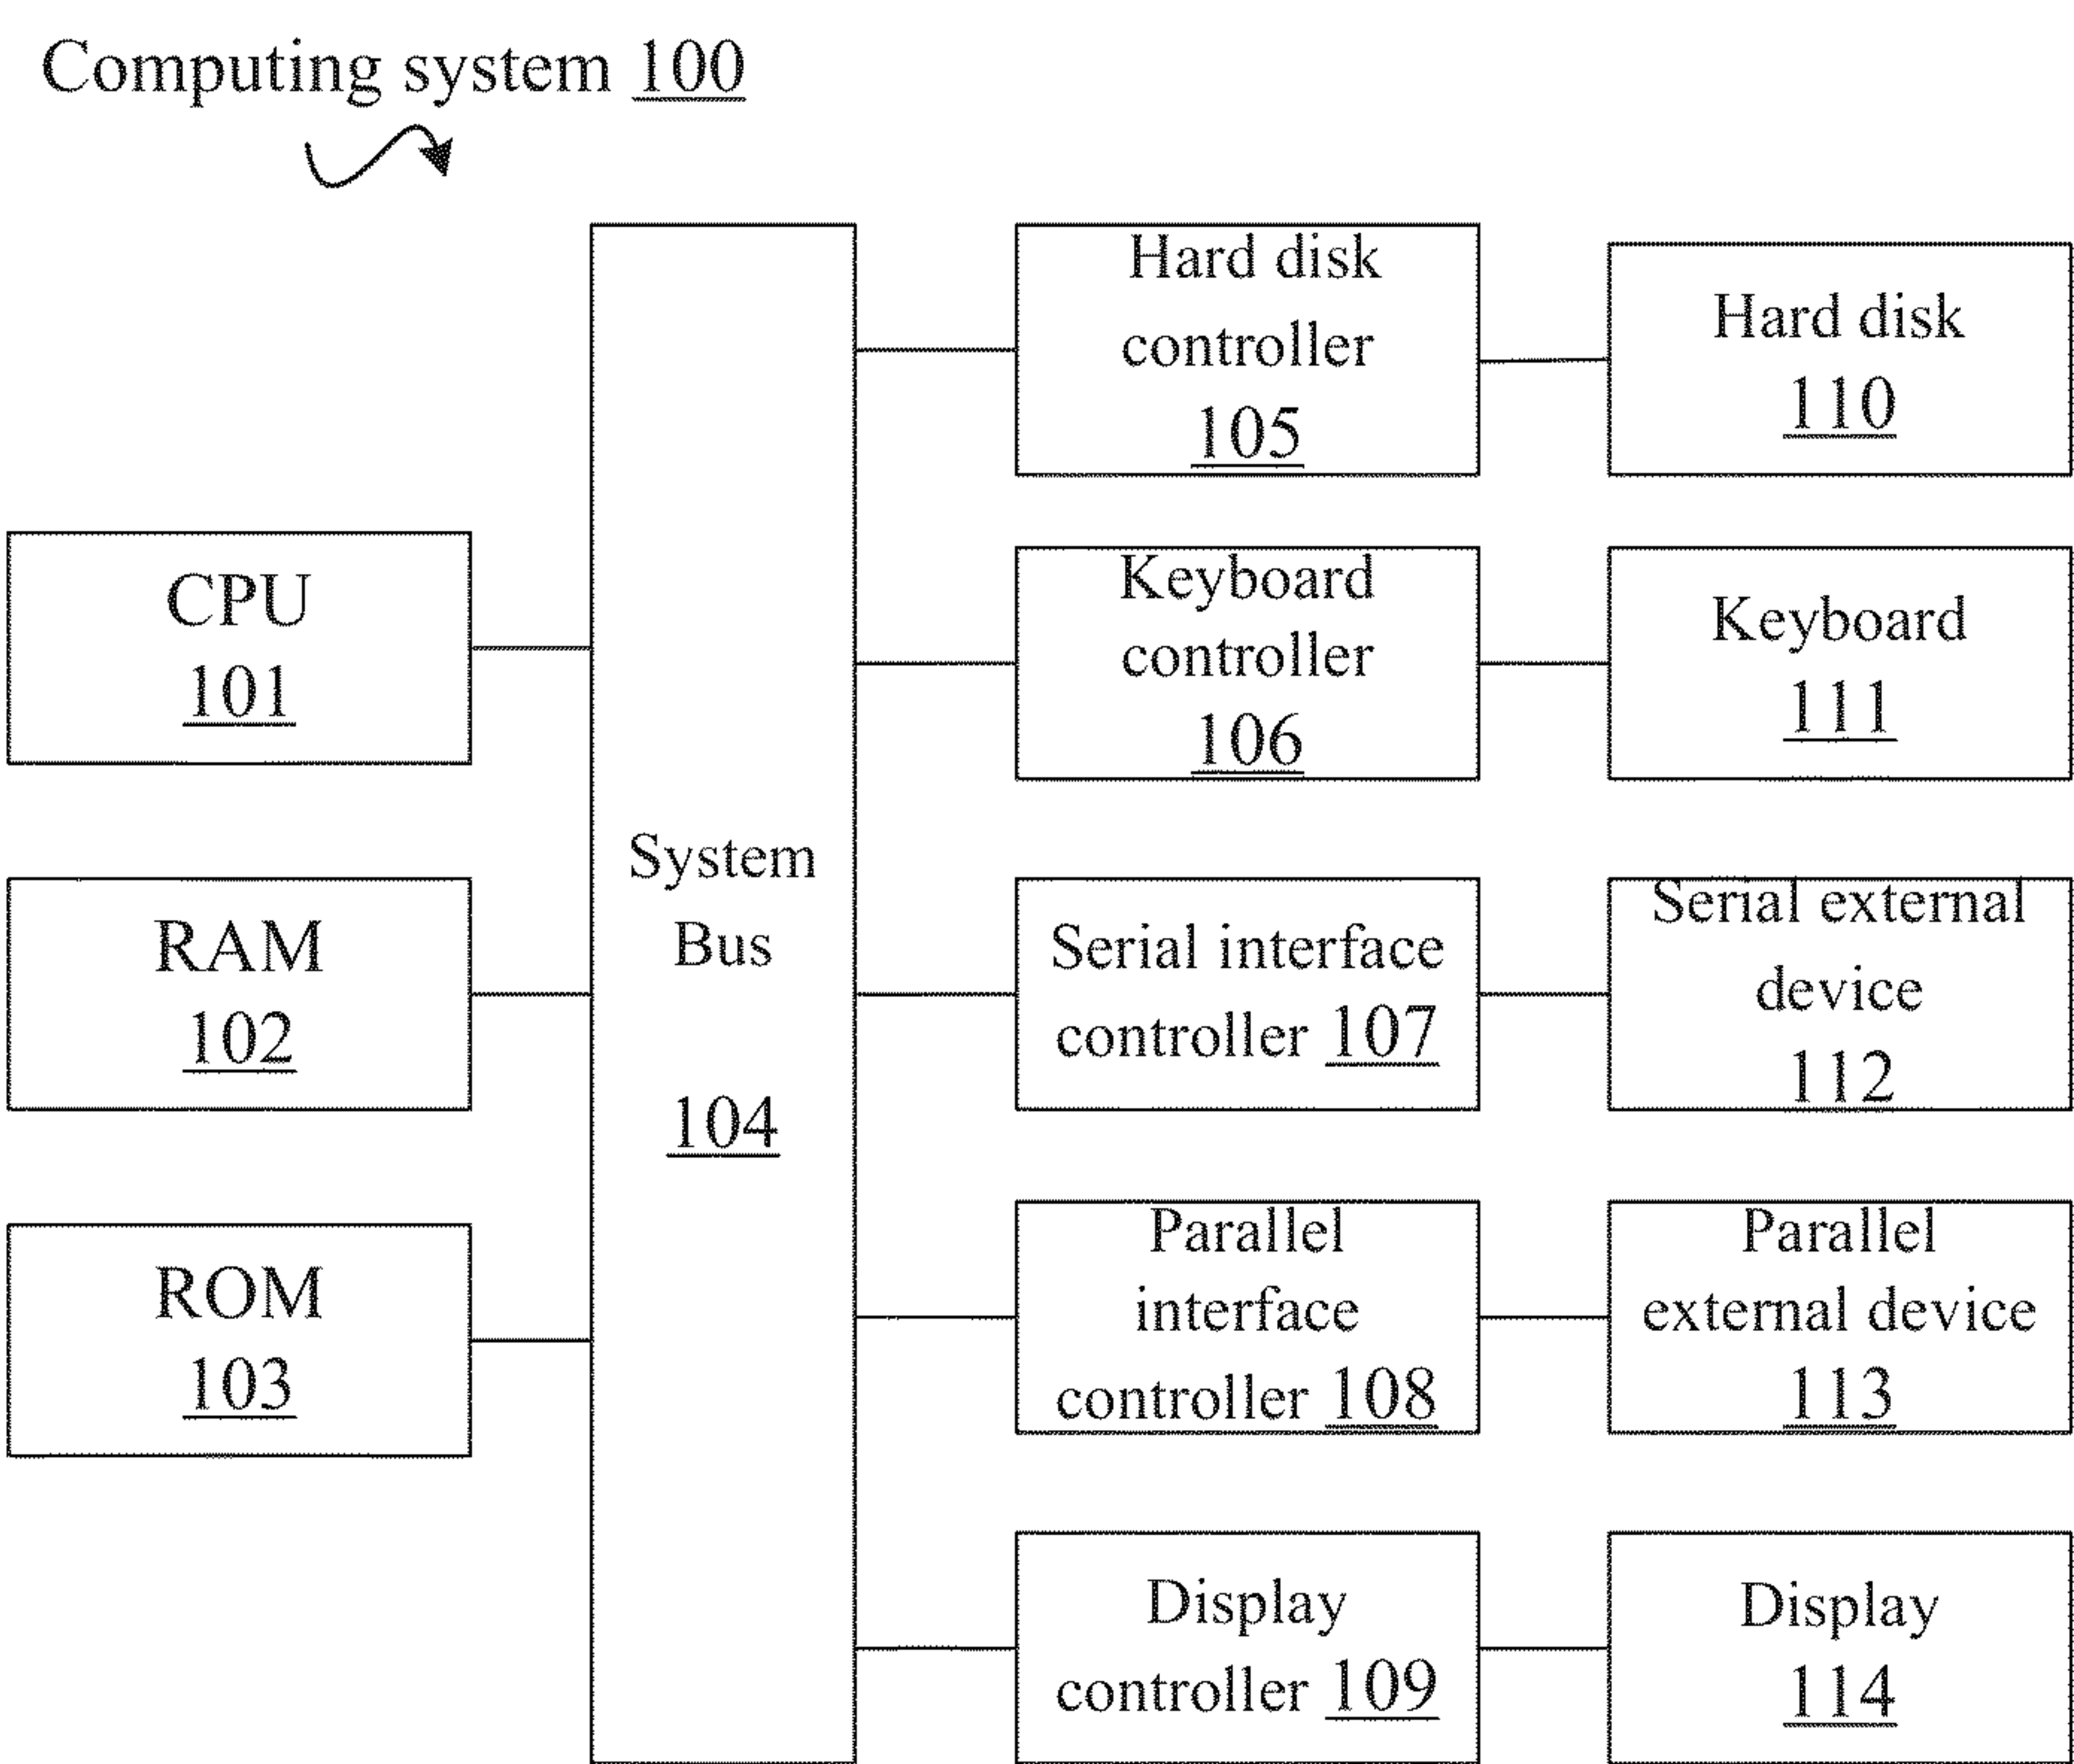 Computing system 100
CPU
101
RAM
102
ROM
103
System
Bus
104
Hard disk
controller
105
Hard disk
110
Keyboard
controller
106
Keyboard
111
Serial interface
controller 107
Serial external
device
112
Parallel
interface
controller 108
Parallel
external device
113
Display
controller 109
Display
114